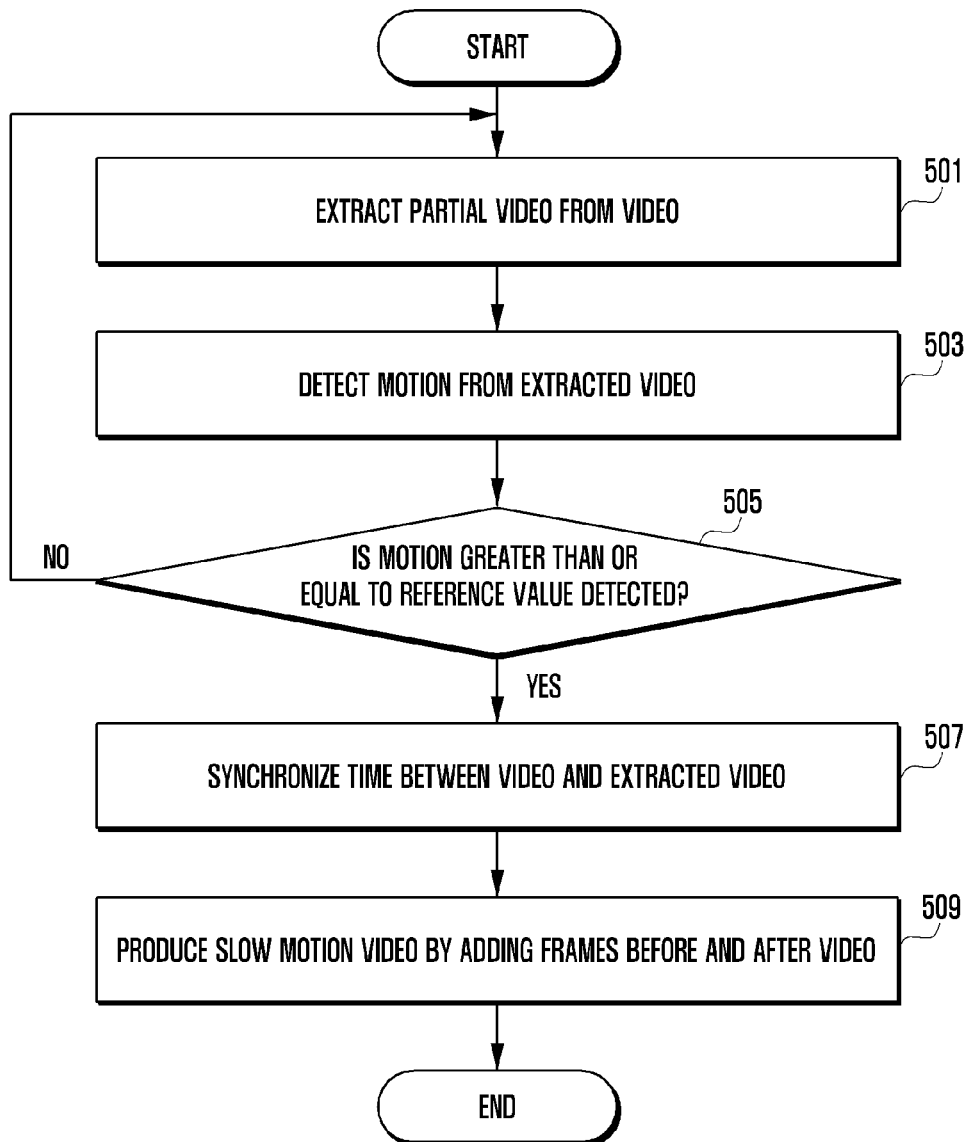 START
501
EXTRACT PARTIAL VIDEO FROM VIDEO
503
DETECT MOTION FROM EXTRACTED VIDEO
505
NO
IS MOTION GREATER THAN OR
EQUAL TO REFERENCE VALUE DETECTED?
YES
507
SYNCHRONIZE TIME BETWEEN VIDEO AND EXTRACTED VIDEO
509
PRODUCE SLOW MOTION VIDEO BY ADDING FRAMES BEFORE AND AFTER VIDEO
END